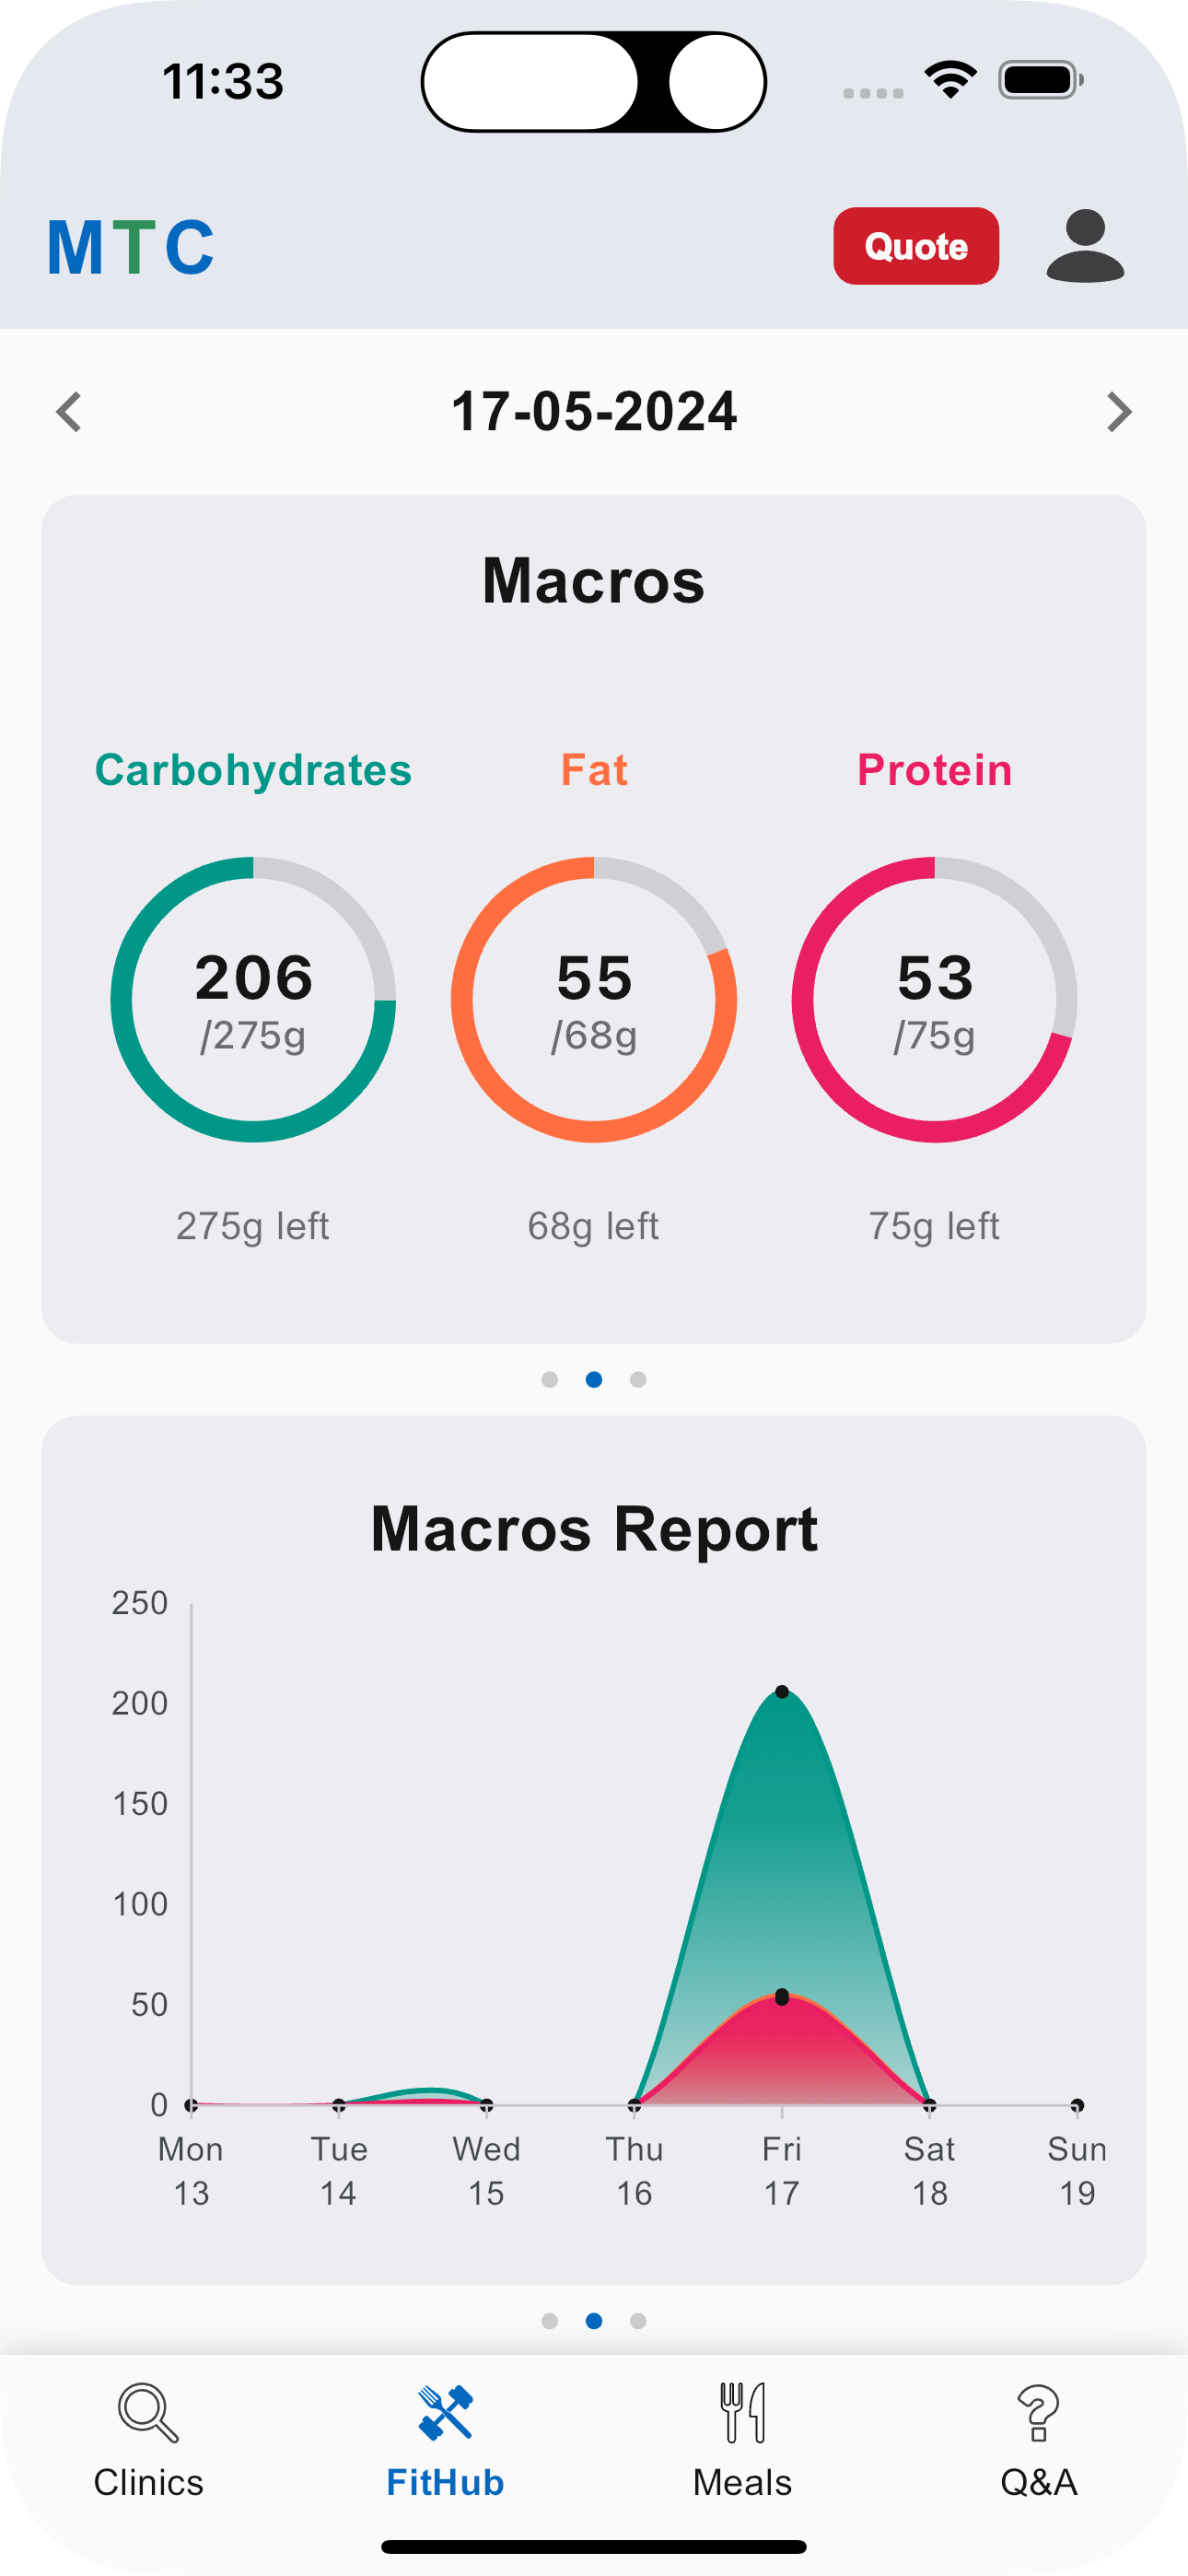 11:33
MTC
Quote
17-05-2024
Macros
Carbohydrates
Fat
Protein
206
/275g
55
/68g
53
/75g
275g left
68g left
75g left
Macros Report
250
200
150
100
50
0
Mon
13
Tue
14
Wed
15
Thu
16
Fri
17
Sat
18
Sun
19
Clinics
FitHub
Meals
Q&A